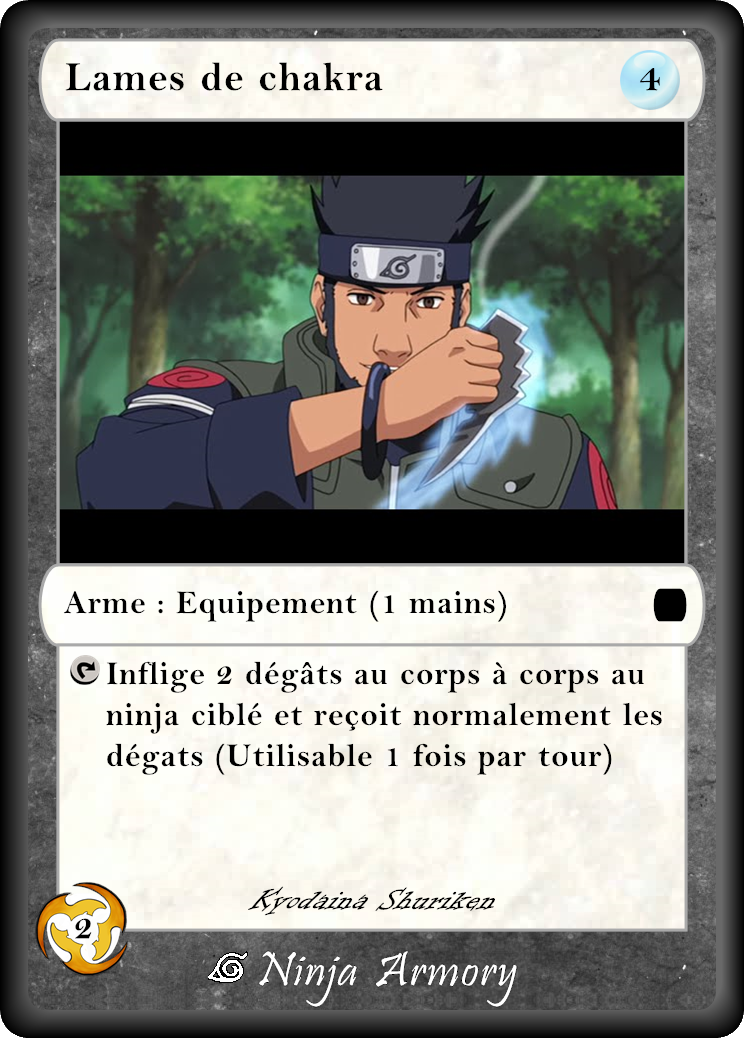 Lames de chakra
4
Arme : Equipement (1 mains)
Inflige 2 dégâts au corps à corps au
ninja ciblé et reçoit normalement les
dégats (Utilisable 1 fois par tour)
Kyodaina Shuriken
2
Ninja Armory